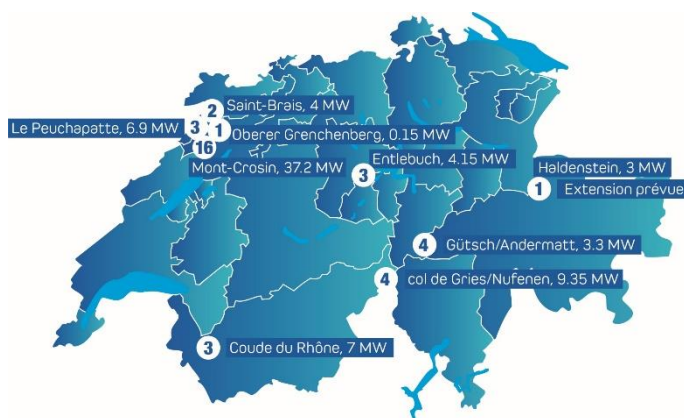 2
Saint-Brais, 4 MW
Le Peuchapatte, 6.9 MW
3
1
Oberer Grenchenberg, 0.15 MW
16
Mont-Crosin, 37.2 MW
Entlebuch, 4.15 MW
3
Haldenstein, 3 MW
1
Extension prévue
4
Gütsch/Andermatt, 3.3 MW
4
col de Gries/Nufenen, 9.35 MW
3
Coude du Rhône, 7 MW